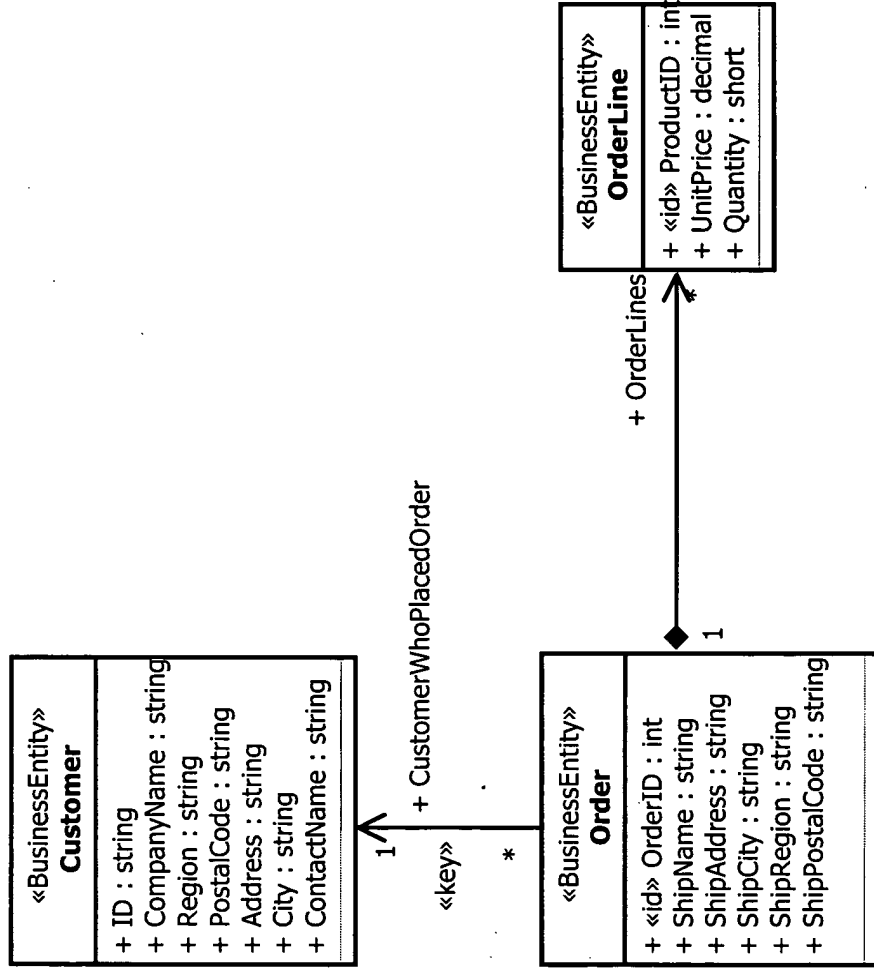 «BusinessEntity»
Customer
+ ID : string
+ CompanyName : string
+ Region : string
+ PostalCode : string
+ Address : string
+ City : string
+ ContactName : string
1
+ CustomerWhoPlacedOrder
«key»
*
«BusinessEntity»
Order
+ «id» OrderID : int
+ ShipName : string
+ ShipAddress : string
+ ShipCity : string
+ ShipRegion : string
+ ShipPostalCode : string
1
+ OrderLines
*
«BusinessEntity»
OrderLine
+ «id» ProductID : int
+ UnitPrice : decimal
+ Quantity : short